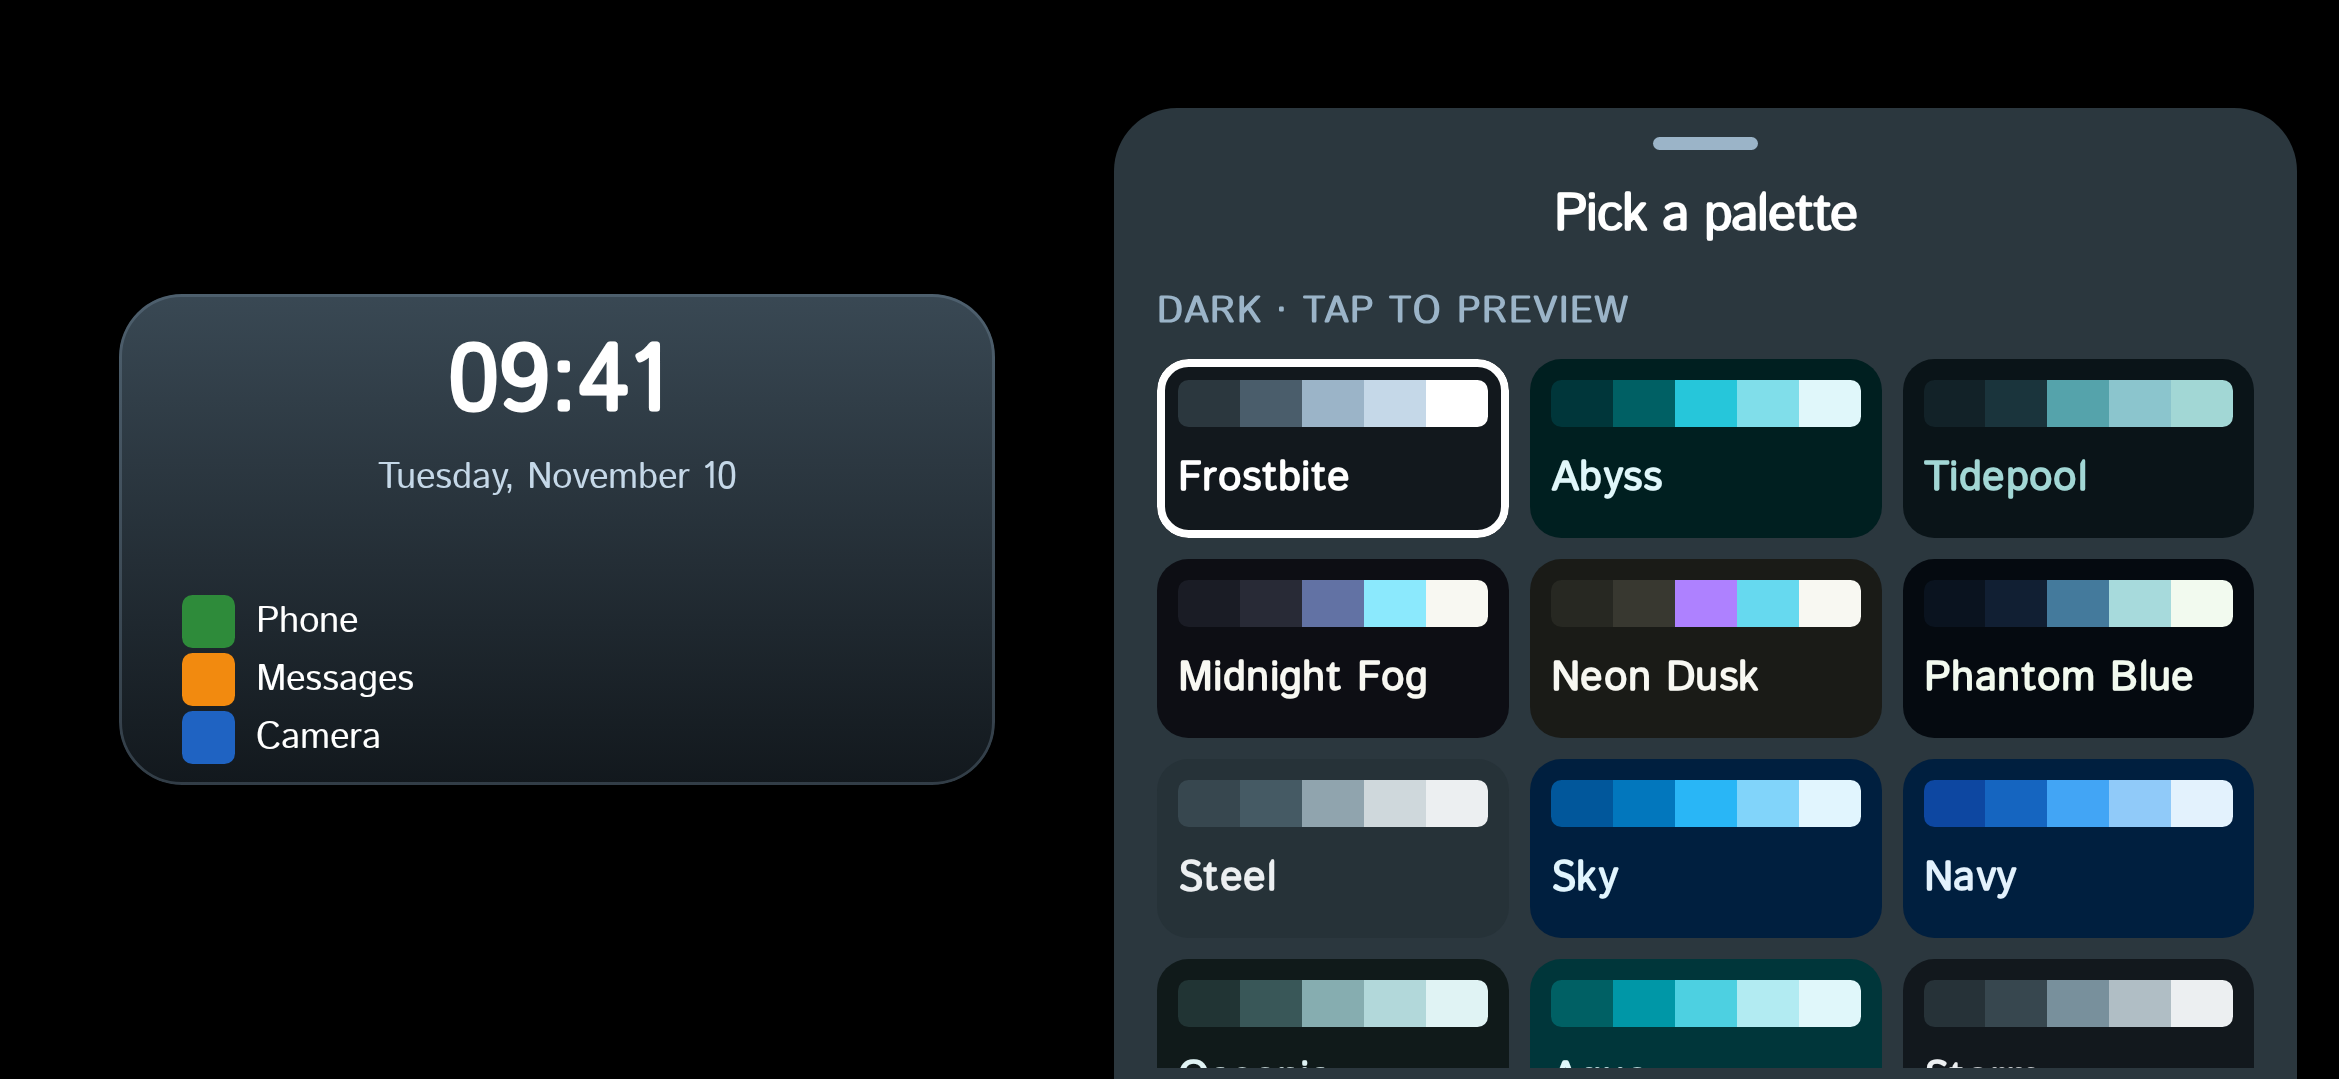 09:41
Tuesday, November 10
Phone
Messages
Camera
Pick a palette
DARK · TAP TO PREVIEW
Frostbite
Abyss
Tidepool
Midnight Fog
Neon Dusk
Phantom Blue
Steel
Sky
Navy